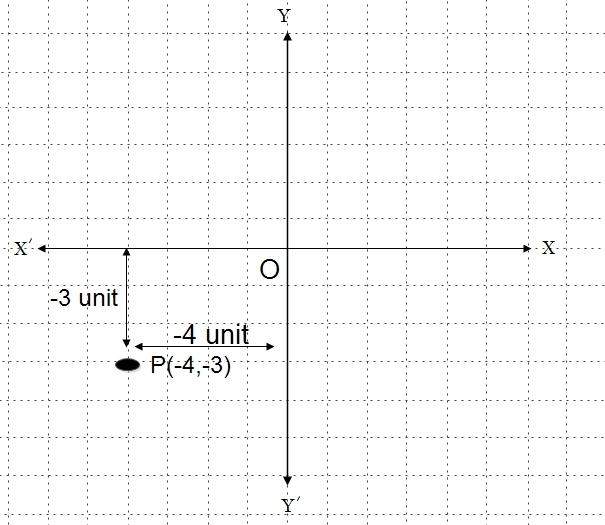 Y
X′
X
O
-3 unit
-4 unit
P(-4,-3)
Y′